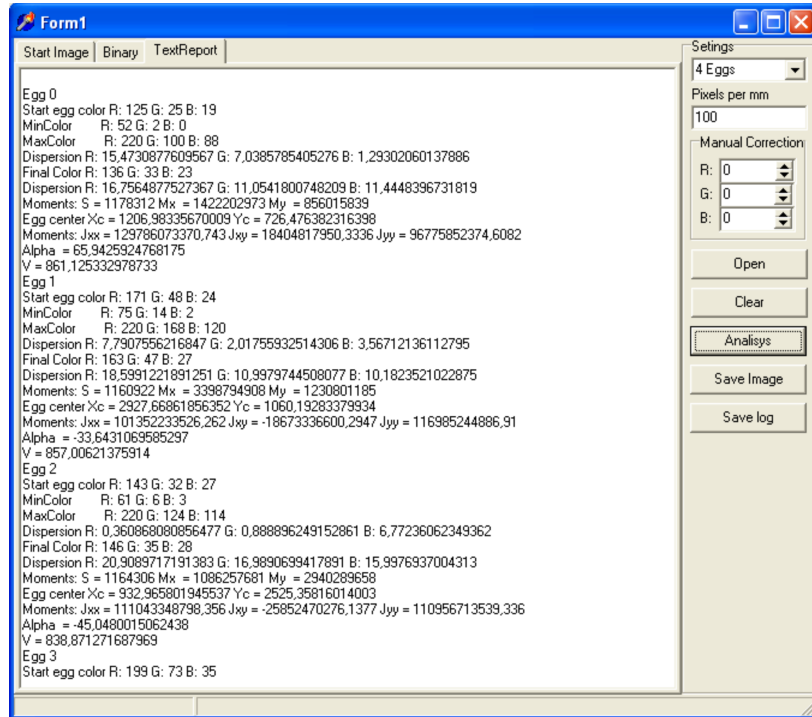 Form1
Start Image Binary TextReport
Egg 0
Start egg color R: 125 G: 25 B: 19
MinColor R: 52 G: 2 B: 0
MaxColor R: 220 G: 100 B: 88
Dispersion R: 15,4730877609567 G: 7,0385785405276 B: 1,29302060137886
Final Color R: 136 G: 33 B: 23
Dispersion R: 16,7564877527367 G: 11,0541800748209 B: 11,4448396731819
Moments: S = 1178312 Mx = 1422202973 My = 856015839
Egg center Xc = 1206,98335670009 Yc = 726,476382316398
Moments: Jxx = 129786073370,743 Jxy = 18404817950,3336 Jyy = 96775852374,6082
Alpha = 65,9425924768175
V = 861,125332978733
Egg 1
Start egg color R: 171 G: 48 B: 24
MinColor R: 75 G: 14 B: 2
MaxColor R: 220 G: 168 B: 120
Dispersion R: 7,7907556216847 G: 2,01755932514306 B: 3,56712136112795
Final Color R: 163 G: 47 B: 27
Dispersion R: 18,5991221891251 G: 10,9979744508077 B: 10,1823521022875
Moments: S = 1160922 Mx = 3398794908 My = 1230801185
Egg center Xc = 2927,66861856352 Yc = 1060,19283379934
Moments: Jxx = 101352233526,262 Jxy = -18673336600,2947 Jyy = 116985244886,91
Alpha = -33,6431069585297
V = 857,00621375914
Egg 2
Start egg color R: 143 G: 32 B: 27
MinColor R: 61 G: 6 B: 3
MaxColor R: 220 G: 124 B: 114
Dispersion R: 0,360868080856477 G: 0,888896249152861 B: 6,77236062349362
Final Color R: 146 G: 35 B: 28
Dispersion R: 20,9089717191383 G: 16,9890699417891 B: 15,9976937004313
Moments: S = 1164306 Mx = 1086257681 My = 2940289658
Egg center Xc = 932,965801945537 Yc = 2525,35816014003
Moments: Jxx = 111043348798,356 Jxy = -25852470276,1377 Jyy = 110956713539,336
Alpha = -45,0480015062438
V = 838,871271687969
Egg 3
Start egg color R: 199 G: 73 B: 35
Setings
4 Eggs
Pixels per mm
100
Manual Correction
R: 0
G: 0
B: 0
Open
Clear
Analisys
Save Image
Save log